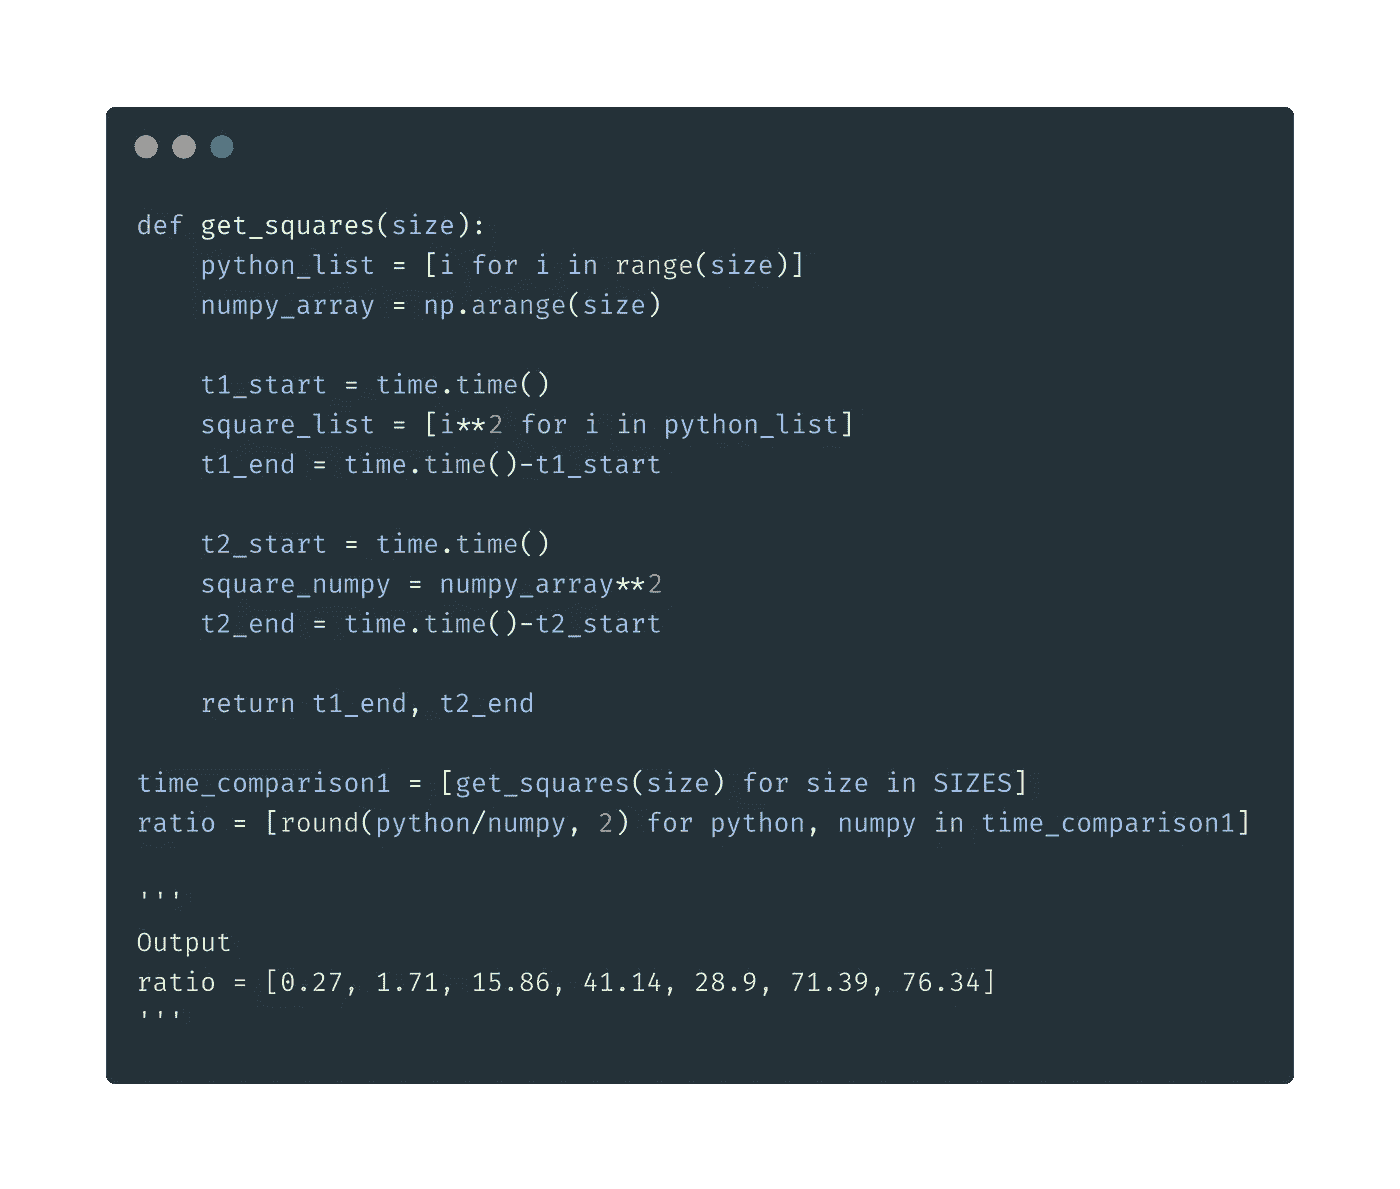 def get_squares(size):
    python_list = [i for i in range(size)]
    numpy_array = np.arange(size)

    t1_start = time.time()
    square_list = [i**2 for i in python_list]
    t1_end = time.time()-t1_start

    t2_start = time.time()
    square_numpy = numpy_array**2
    t2_end = time.time()-t2_start

    return t1_end, t2_end

time_comparison1 = [get_squares(size) for size in SIZES]
ratio = [round(python/numpy, 2) for python, numpy in time_comparison1]

'''
Output
ratio = [0.27, 1.71, 15.86, 41.14, 28.9, 71.39, 76.34]
'''